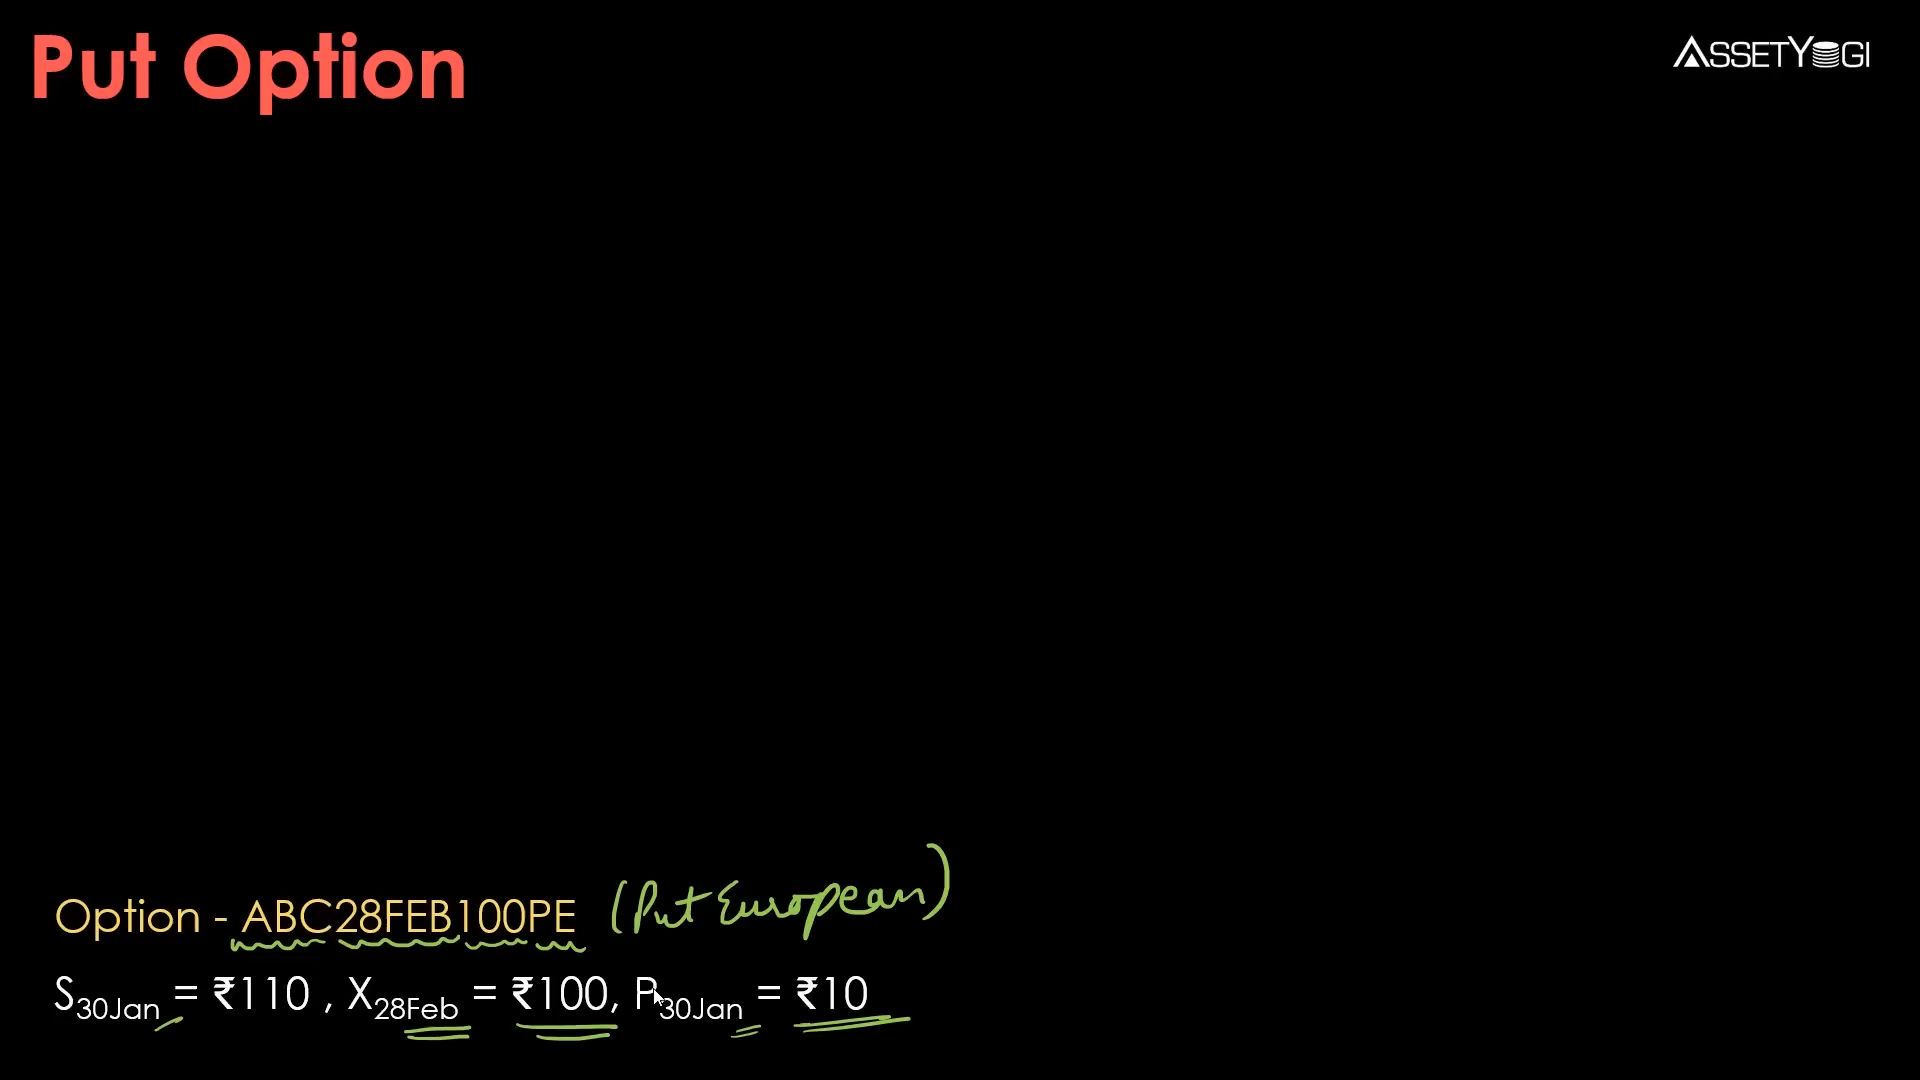 Put Option
ASSETYOGI
Option - ABC28FEB100PE (Put European)
S30Jan = ₹110 , X28Feb = ₹100, P30Jan = ₹10